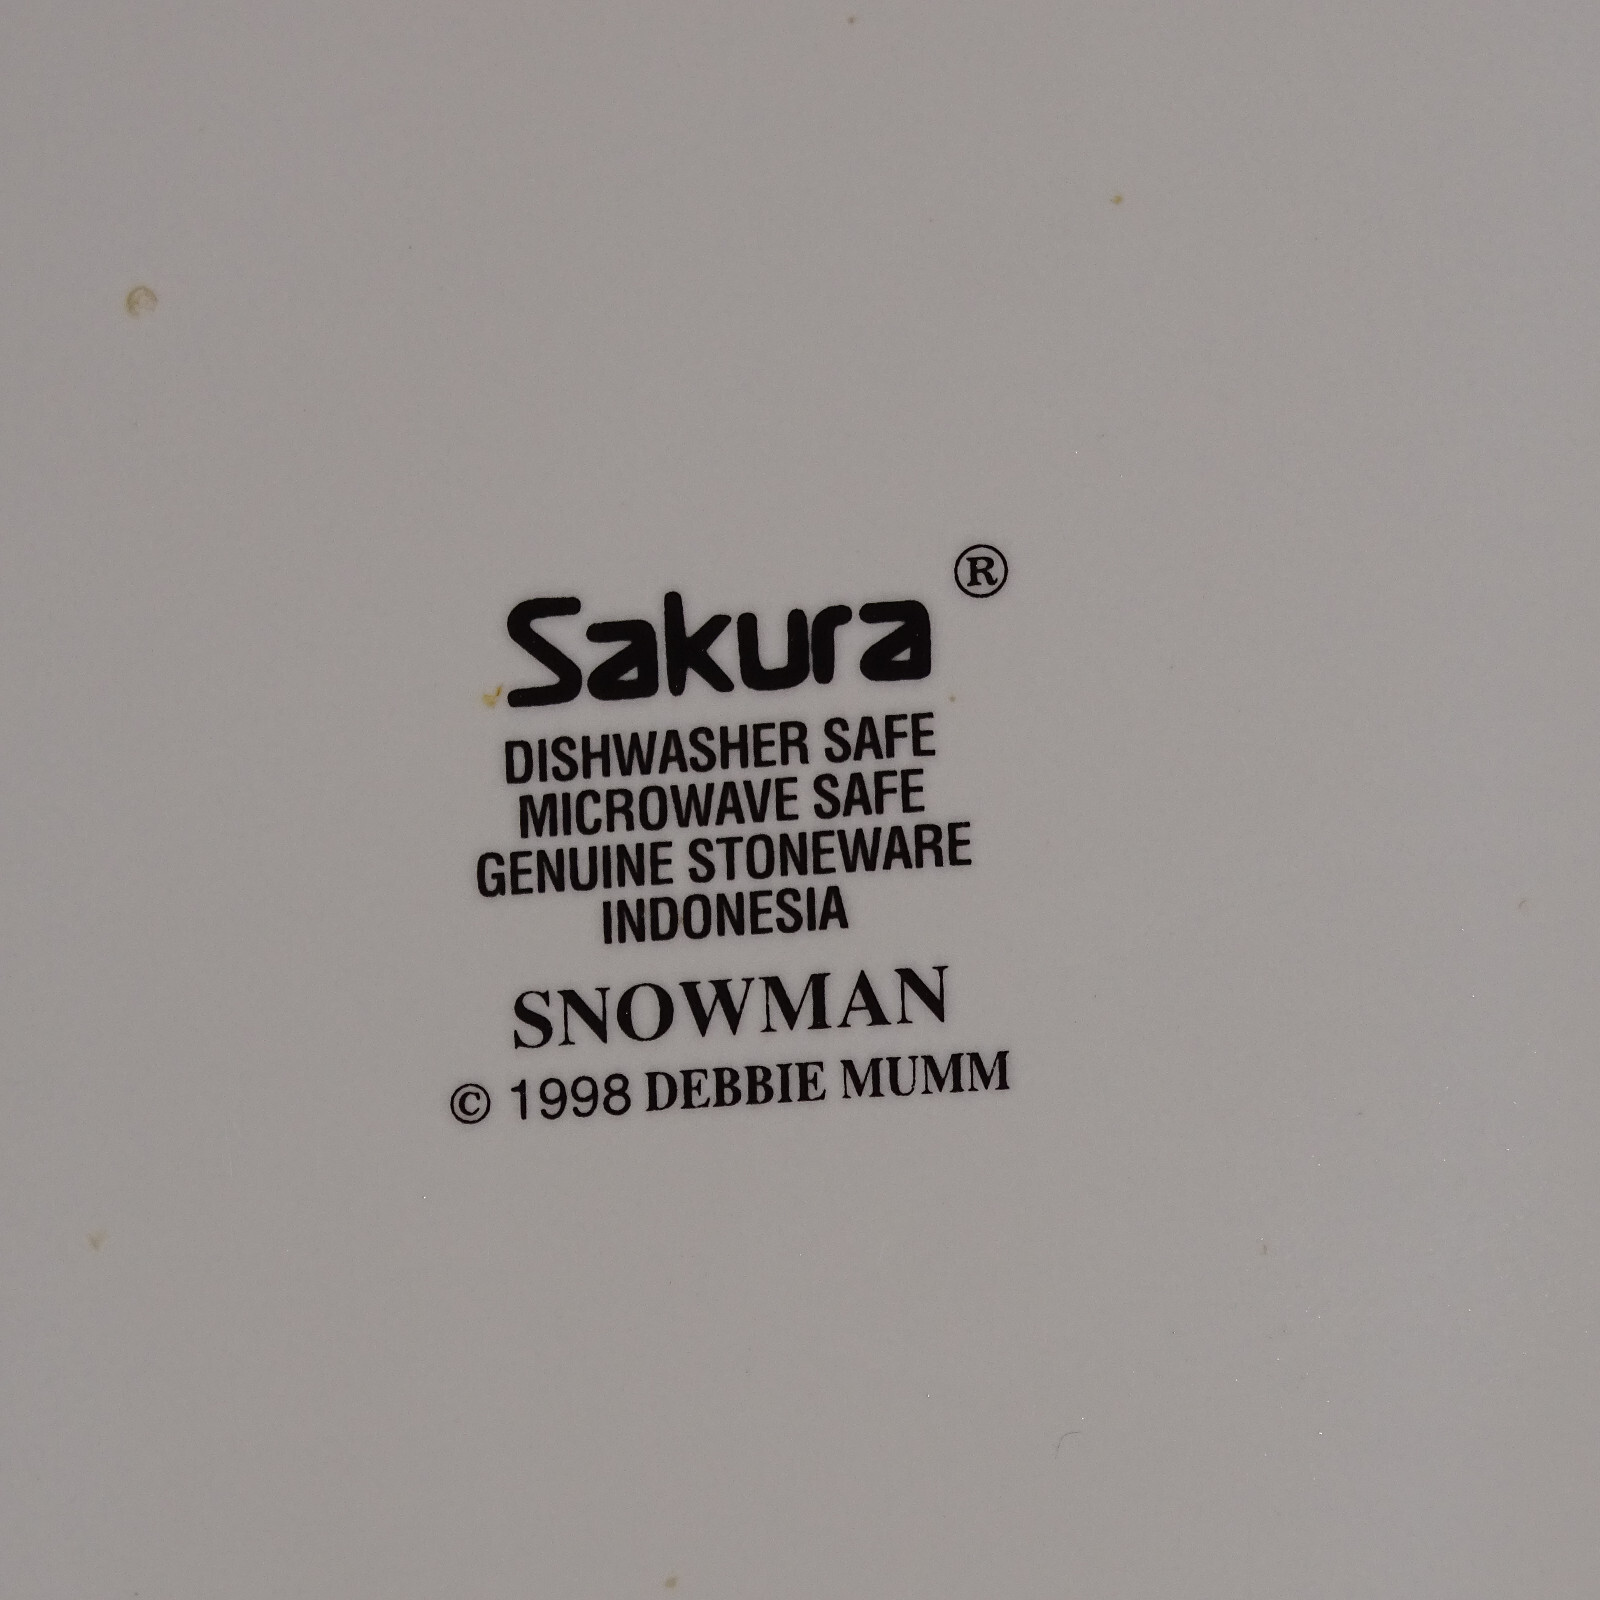 Sakura ®
DISHWASHER SAFE
MICROWAVE SAFE
GENUINE STONEWARE
INDONESIA
SNOWMAN
© 1998 DEBBIE MUMM